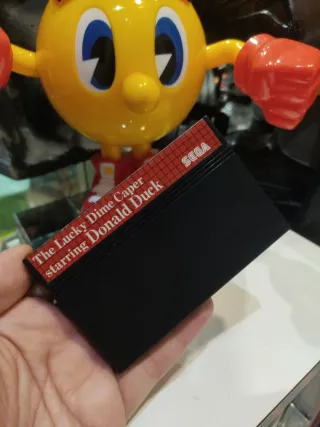 The Lucky Dime Caper
starring Donald Duck
SEGA